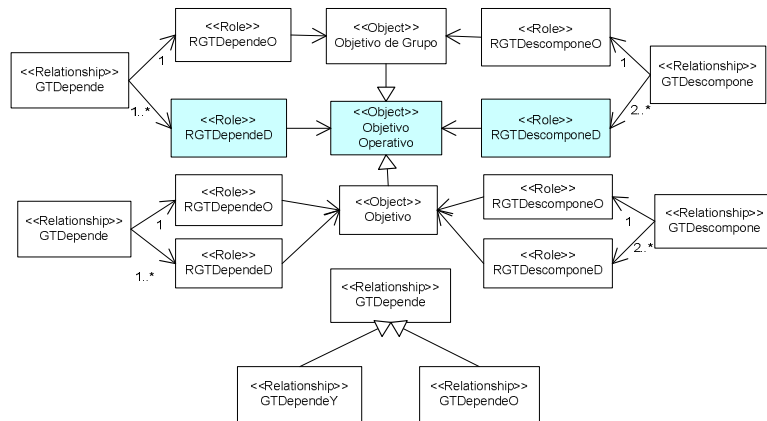 <<Role>>
RGTDependeO
<<Object>>
Objetivo de Grupo
<<Role>>
RGTDescomponeO
<<Relationship>>
GTDepende
1
1..*
<<Relationship>>
GTDescompone
1
2..*
<<Role>>
RGTDependeD
<<Object>>
Objetivo
Operativo
<<Role>>
RGTDescomponeD
<<Relationship>>
GTDepende
1
1..*
<<Role>>
RGTDependeO
<<Role>>
RGTDependeD
<<Object>>
Objetivo
<<Role>>
RGTDescomponeO
<<Role>>
RGTDescomponeD
<<Relationship>>
GTDescompone
1
2..*
<<Relationship>>
GTDepende
<<Relationship>>
GTDependeY
<<Relationship>>
GTDependeO